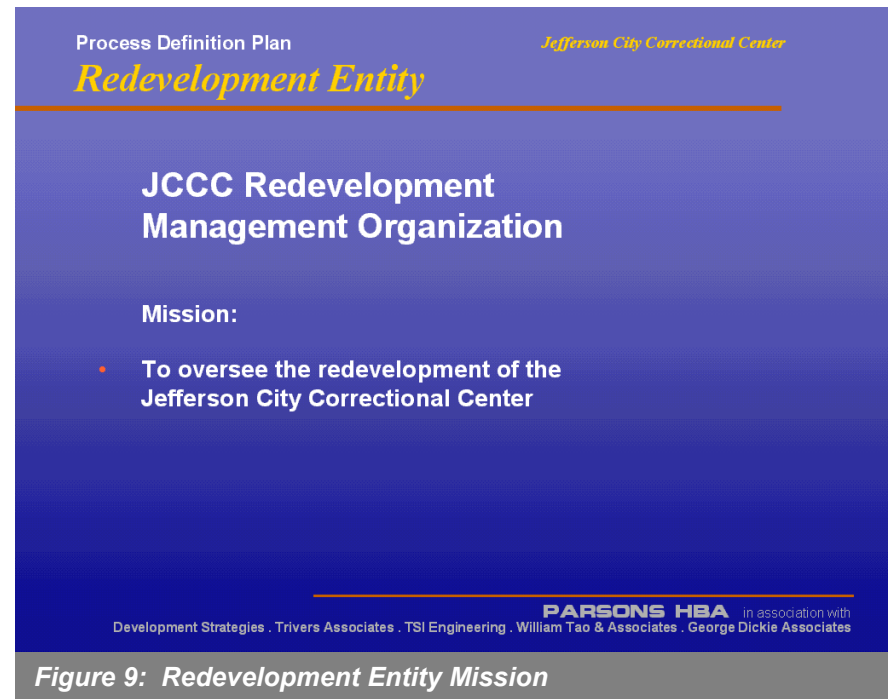 Process Definition Plan
Jefferson City Correctional Center
Redevelopment Entity
JCCC Redevelopment
Management Organization
Mission:
• To oversee the redevelopment of the
Jefferson City Correctional Center
PARSONS HBA in association with
Development Strategies . Trivers Associates . TSI Engineering . William Tao & Associates . George Dickie Associates
Figure 9: Redevelopment Entity Mission